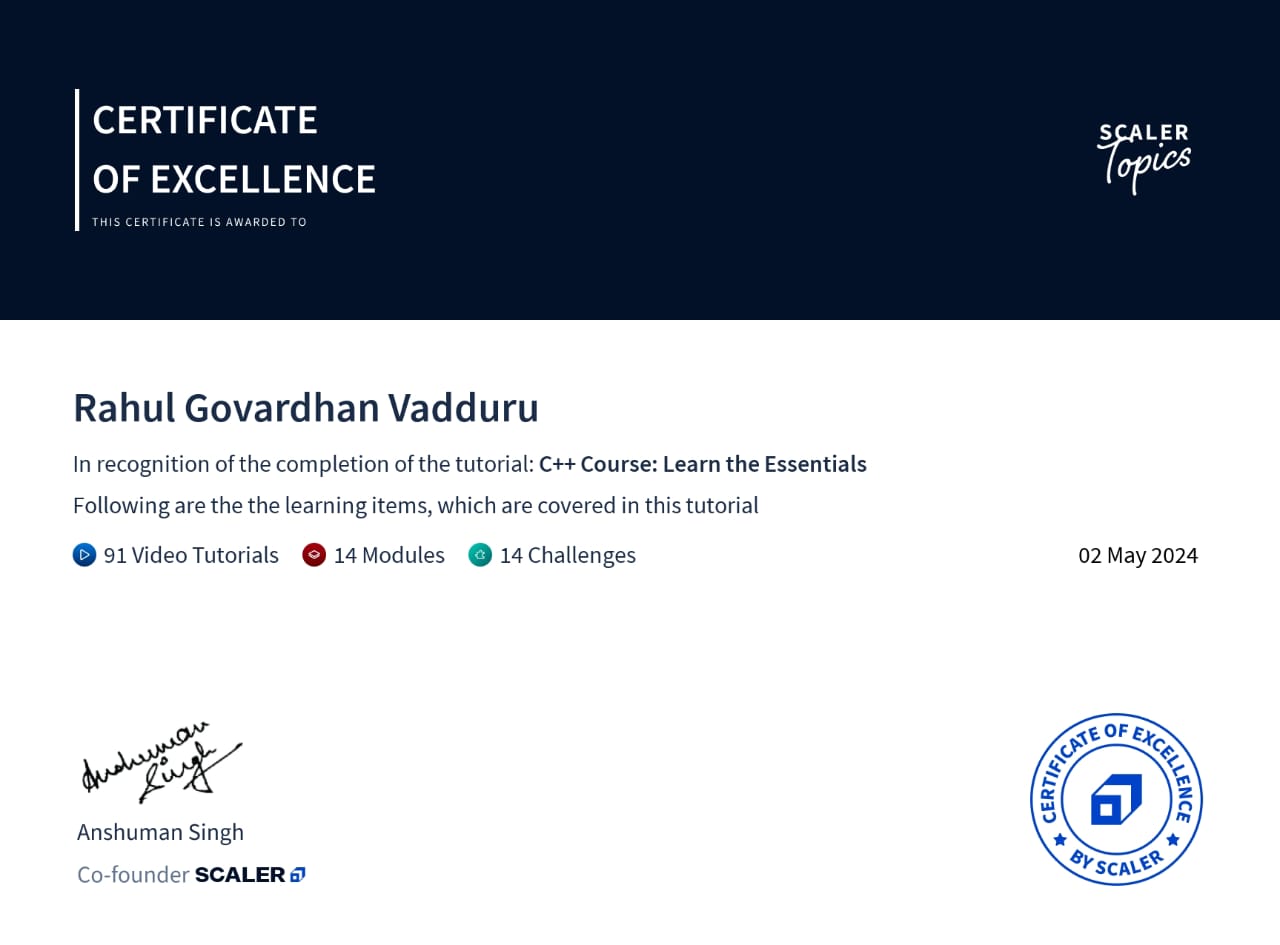 CERTIFICATE
OF EXCELLENCE
THIS CERTIFICATE IS AWARDED TO
SCALER
Topics
Rahul Govardhan Vadduru
In recognition of the completion of the tutorial: C++ Course: Learn the Essentials
Following are the the learning items, which are covered in this tutorial
91 Video Tutorials 14 Modules 14 Challenges 02 May 2024
Anshuman
Singh
Anshuman Singh
Co-founder SCALER
CERTIFICATE OF EXCELLENCE
BY SCALER